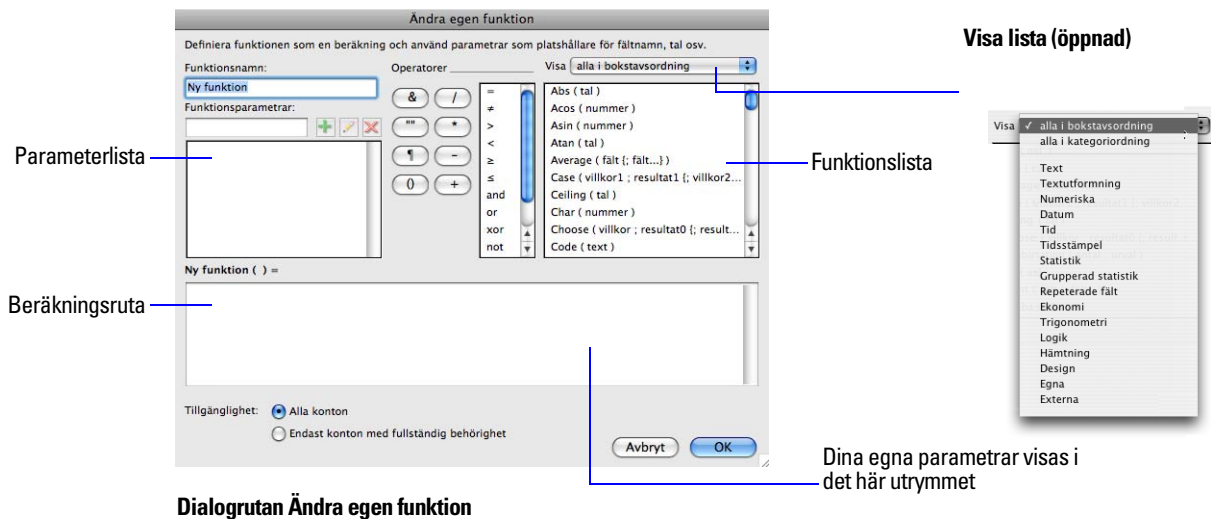 Ändra egen funktion
Definiera funktionen som en beräkning och använd parametrar som platshållare för fältnamn, tal osv.
Funktionsnamn:
Ny funktion
Funktionsparametrar:
Operatorer
& /
"" *
¶ -
() +
=
≠
>
<
≥
≤
and
or
xor
not
Visa alla i bokstavsordning
Abs ( tal )
Acos ( nummer )
Asin ( nummer )
Atan ( tal )
Average ( fält {; fält...} )
Case ( villkor1 ; resultat1 {; villkor2...
Ceiling ( tal )
Char ( nummer )
Choose ( villkor ; resultat0 {; result...
Code ( text )
Ny funktion ( ) =
Tillgänglighet: Alla konton
Endast konton med fullständig behörighet
Avbryt OK
Parameterlista
Beräkningsruta
Funktionslista
Dina egna parametrar visas i
det här utrymmet
Dialogrutan Ändra egen funktion
Visa lista (öppnad)
Visa ✓ alla i bokstavsordning
alla i kategoriordning
Text
Textutformning
Numeriska
Datum
Tid
Tidsstämpel
Statistik
Grupperad statistik
Repeterade fält
Ekonomi
Trigonometri
Logik
Hämtning
Design
Egna
Externa